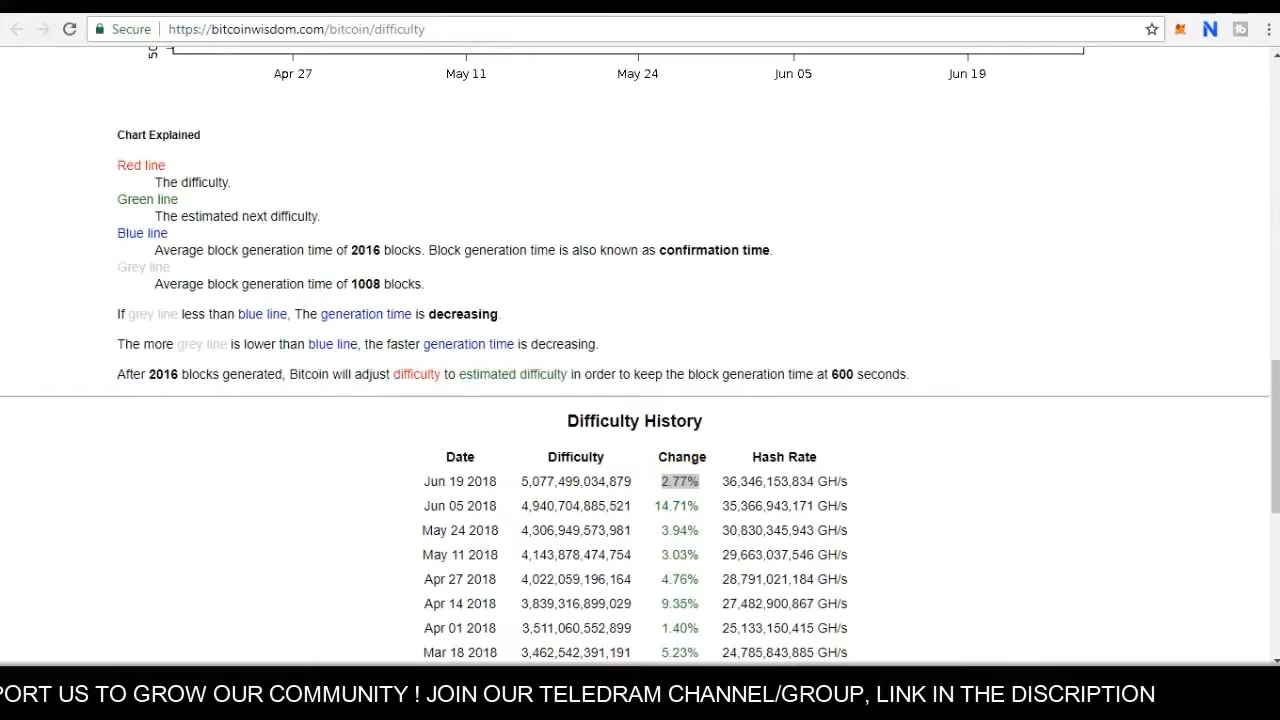 Secure https://bitcoinwisdom.com/bitcoin/difficulty
Apr 27 May 11 May 24 Jun 05 Jun 19
Chart Explained
Red line
The difficulty.
Green line
The estimated next difficulty.
Blue line
Average block generation time of 2016 blocks. Block generation time is also known as confirmation time.
Grey line
Average block generation time of 1008 blocks.
If grey line less than blue line, The generation time is decreasing.
The more grey line is lower than blue line, the faster generation time is decreasing.
After 2016 blocks generated, Bitcoin will adjust difficulty to estimated difficulty in order to keep the block generation time at 600 seconds.
Difficulty History
Date Difficulty Change Hash Rate
Jun 19 2018 5,077,499,034,879 2.77% 36,346,153,834 GH/s
Jun 05 2018 4,940,704,885,521 14.71% 35,366,943,171 GH/s
May 24 2018 4,306,949,573,981 3.94% 30,830,345,943 GH/s
May 11 2018 4,143,878,474,754 3.03% 29,663,037,546 GH/s
Apr 27 2018 4,022,059,196,164 4.76% 28,791,021,184 GH/s
Apr 14 2018 3,839,316,899,029 9.35% 27,482,900,867 GH/s
Apr 01 2018 3,511,060,552,899 1.40% 25,133,150,415 GH/s
Mar 18 2018 3,462,542,391,191 5.23% 24,785,843,885 GH/s
PORT US TO GROW OUR COMMUNITY ! JOIN OUR TELEDRAM CHANNEL/GROUP, LINK IN THE DISCRIPTION